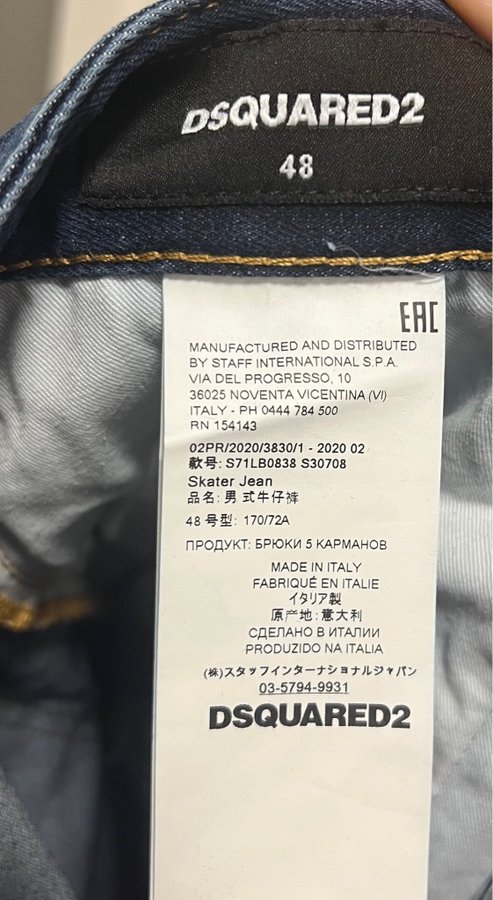 DSQUARED2
48
EAC
MANUFACTURED AND DISTRIBUTED
BY STAFF INTERNATIONAL S.P.A.
VIA DEL PROGRESSO, 10
36025 NOVENTA VICENTINA (VI)
ITALY - PH 0444 784 500
RN 154143
02PR/2020/3830/1 - 2020 02
款号: S71LB0838 S30708
Skater Jean
品名: 男 式牛仔裤
48 号型: 170/72A
ПРОДУКТ: БРЮКИ 5 КАРМАНОВ
MADE IN ITALY
FABRIQUÉ EN ITALIE
イタリア製
原产地:意大利
СДЕЛАНО В ИТАЛИИ
PRODUZIDO NA ITALIA
(株)スタッフインターナショナルジャパン
03-5794-9931
DSQUARED2